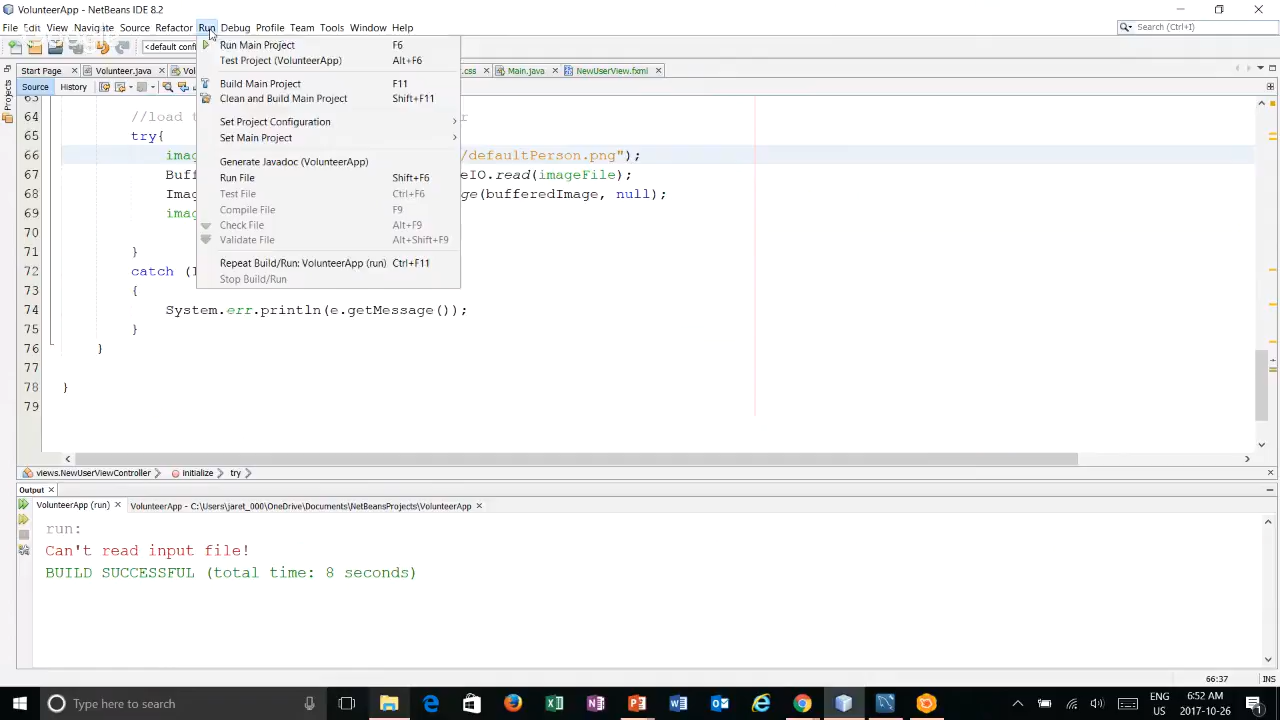 VolunteerApp - NetBeans IDE 8.2
File Edit View Navigate Source Refactor Run Debug Profile Team Tools Window Help
Search (Ctrl+I)
<default confi
Run Main Project F6
Test Project (VolunteerApp) Alt+F6
Build Main Project F11
Clean and Build Main Project Shift+F11
Set Project Configuration
Set Main Project
Generate Javadoc (VolunteerApp)
Run File Shift+F6
Test File Ctrl+F6
Compile File F9
Check File Alt+F9
Validate File Alt+Shift+F9
Repeat Build/Run: VolunteerApp (run) Ctrl+F11
Stop Build/Run
Start Page Volunteer.java Vol .css Main.java NewUserView.fxml
Source History
Projects
63
64 //load t r
65 try{
66 imag /defaultPerson.png");
67 Buff eIO.read(imageFile);
68 Imag ge(bufferedImage, null);
69 imag
70
71 }
72 catch (I
73 {
74 System.err.println(e.getMessage());
75 }
76 }
77
78 }
79
views.NewUserViewController initialize try
Output
VolunteerApp (run) VolunteerApp - C:\Users\jaret_000\OneDrive\Documents\NetBeansProjects\VolunteerApp
run:
Can't read input file!
BUILD SUCCESSFUL (total time: 8 seconds)
66:37 INS
Type here to search
ENG
US
6:52 AM
2017-10-26
1